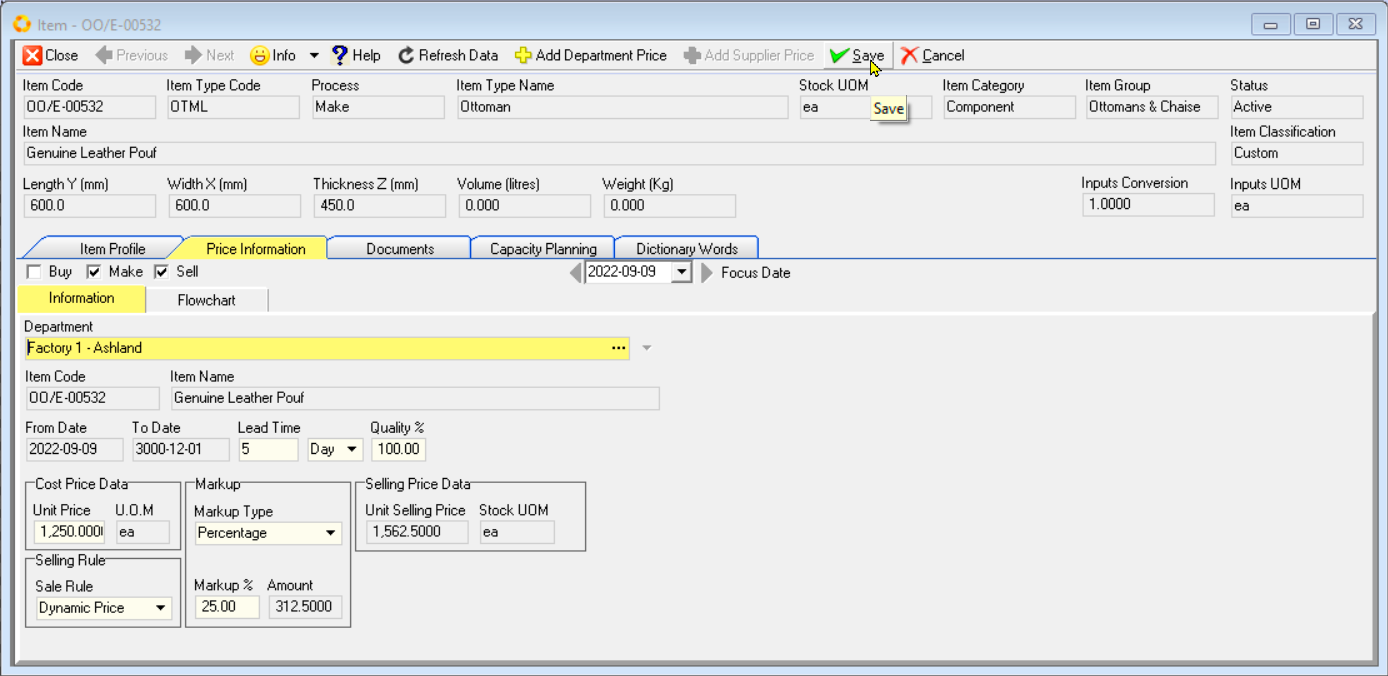 Item - OO/E-00532
Close Previous Next Info Help Refresh Data Add Department Price Add Supplier Price Save Cancel
Item Code Item Type Code Process Item Type Name Stock UOM Item Category Item Group Status
OO/E-00532 OTML Make Ottoman ea Save Component Ottomans & Chaise Active
Item Name Item Classification
Genuine Leather Pouf Custom
Length Y (mm) Width X (mm) Thickness Z (mm) Volume (litres) Weight (Kg) Inputs Conversion Inputs UOM
600.0 600.0 450.0 0.000 0.000 1.0000 ea
Item Profile Price Information Documents Capacity Planning Dictionary Words
Buy Make Sell 2022-09-09 Focus Date
Information Flowchart
Department
Factory 1 - Ashland ...
Item Code Item Name
OO/E-00532 Genuine Leather Pouf
From Date To Date Lead Time Quality %
2022-09-09 3000-12-01 5 Day 100.00
Cost Price Data Markup Selling Price Data
Unit Price U.O.M Markup Type Unit Selling Price Stock UOM
1,250.000 ea Percentage 1,562.5000 ea
Selling Rule
Sale Rule Markup % Amount
Dynamic Price 25.00 312.5000